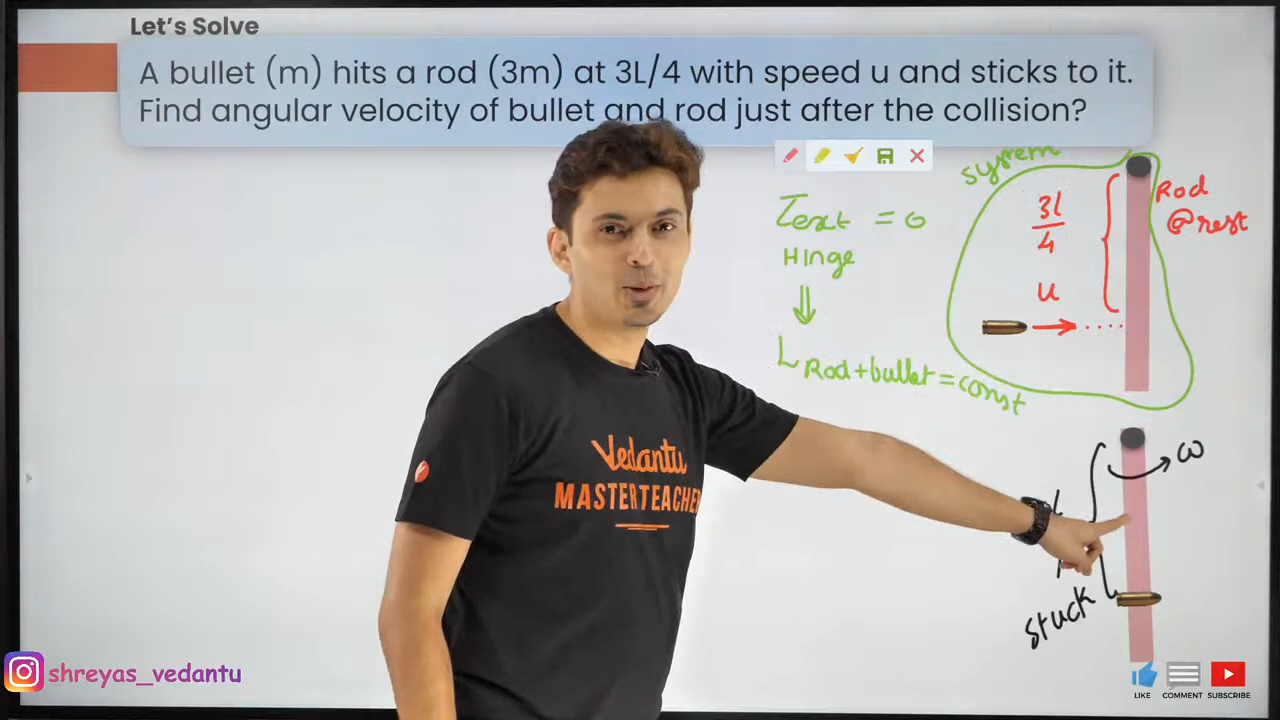 Let's Solve
A bullet (m) hits a rod (3m) at 3L/4 with speed u and sticks to it.
Find angular velocity of bullet and rod just after the collision?
system
τext = 0
Hinge
⇓
L Rod+bullet = const
3l
4
u
Rod
@rest
ω
stuck
Vedantu
MASTER TEACHER
shreyas_vedantu
LIKE
COMMENT
SUBSCRIBE